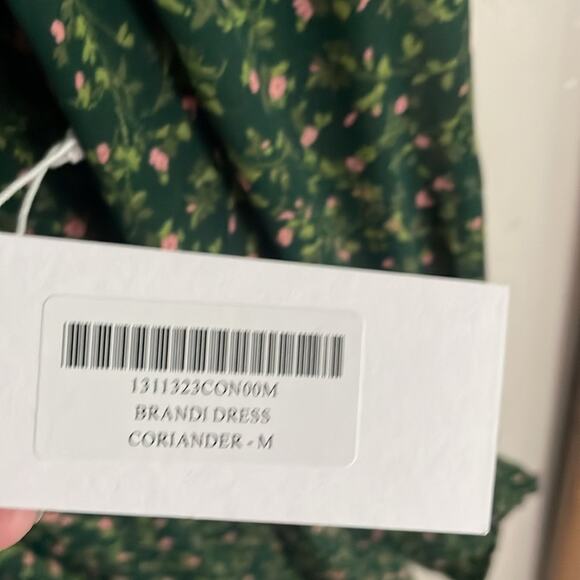 1311323CON00M
BRANDI DRESS
CORIANDER - M